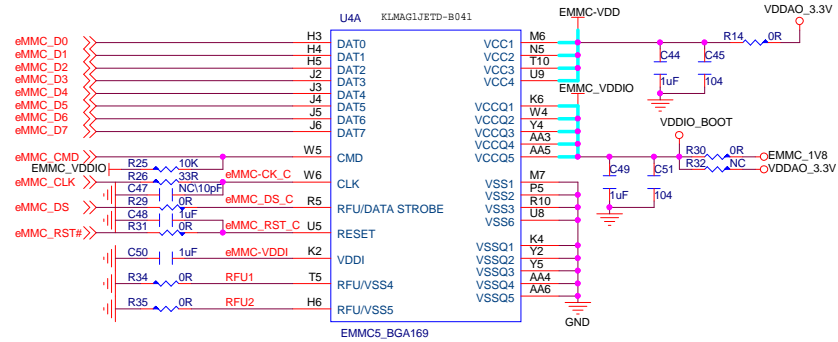 U4A KLMAG1JETD-B041
EMMC-VDD
VDDAO_3.3V
eMMC_D0 H3 DAT0 VCC1 M6 R14 0R
eMMC_D1 H4 DAT1 VCC2 N5
eMMC_D2 H5 DAT2 VCC3 T10 C44 C45
eMMC_D3 J2 DAT3 VCC4 U9
eMMC_D4 J3 DAT4 1uF 104
eMMC_D5 J4 DAT5 EMMC_VDDIO
eMMC_D6 J5 DAT6 VCCQ1 K6
eMMC_D7 J6 DAT7 VCCQ2 W4
VCCQ3 Y4
VCCQ4 AA3 VDDIO_BOOT
eMMC_CMD W5 CMD VCCQ5 AA5 R30 0R EMMC_1V8
EMMC_VDDIO R25 10K R32 NC VDDAO_3.3V
eMMC_CLK R26 33R eMMC-CK_C W6 CLK VSS1 M7 C49 C51
C47 NC\10pF VSS2 P5 1uF 104
eMMC_DS R29 0R eMMC_DS_C R5 RFU/DATA STROBE VSS3 R10
C48 1uF VSS6 U8
eMMC_RST# R31 0R eMMC_RST_C U5 RESET
VSSQ1 K4
C50 1uF eMMC-VDDI K2 VDDI VSSQ2 Y2
VSSQ3 Y5
R34 0R RFU1 T5 RFU/VSS4 VSSQ4 AA4
VSSQ5 AA6
R35 0R RFU2 H6 RFU/VSS5
GND
EMMC5_BGA169